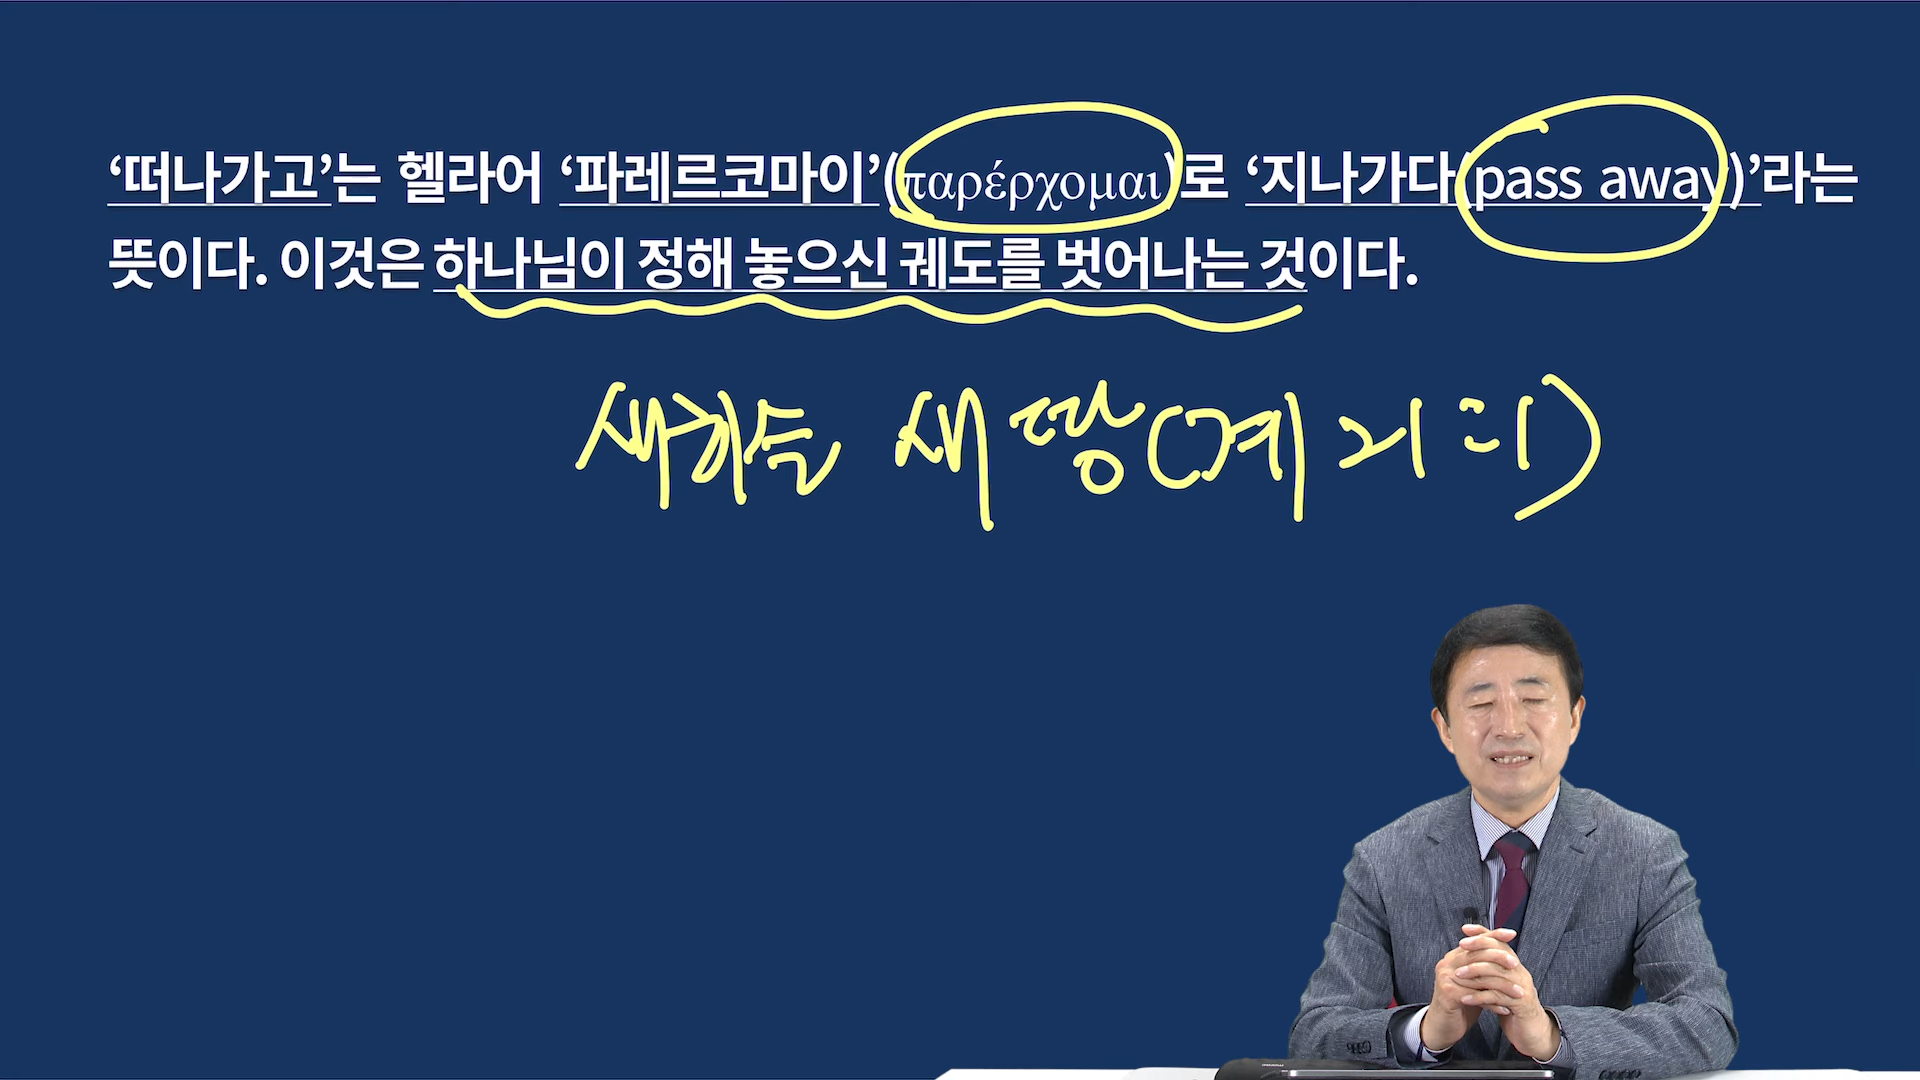 ‘떠나가고’는 헬라어 ‘파레르코마이’(παρέρχομαι)로 ‘지나가다(pass away)’라는
뜻이다. 이것은 하나님이 정해 놓으신 궤도를 벗어나는 것이다.
새하늘 새 땅(계 21:1)